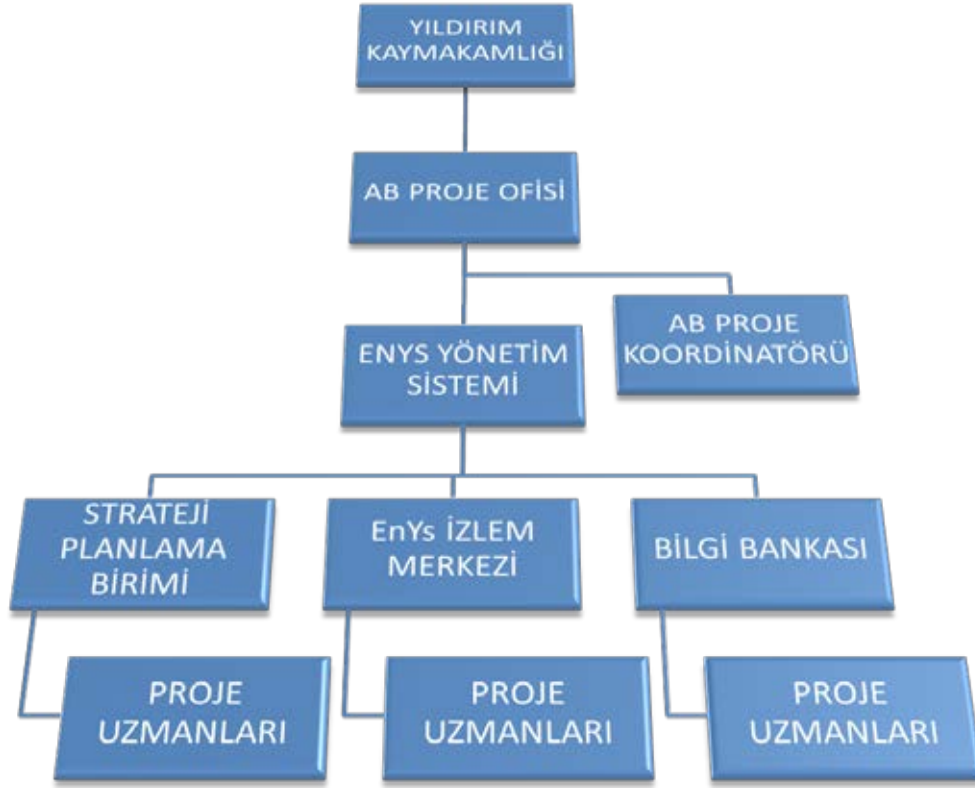 YILDIRIM
KAYMAKAMLIĞI
AB PROJE OFİSİ
AB PROJE
KOORDİNATÖRÜ
ENYS YÖNETİM
SİSTEMİ
STRATEJİ
PLANLAMA
BİRİMİ
EnYs İZLEM
MERKEZİ
BİLGİ BANKASI
PROJE
UZMANLARI
PROJE
UZMANLARI
PROJE
UZMANLARI